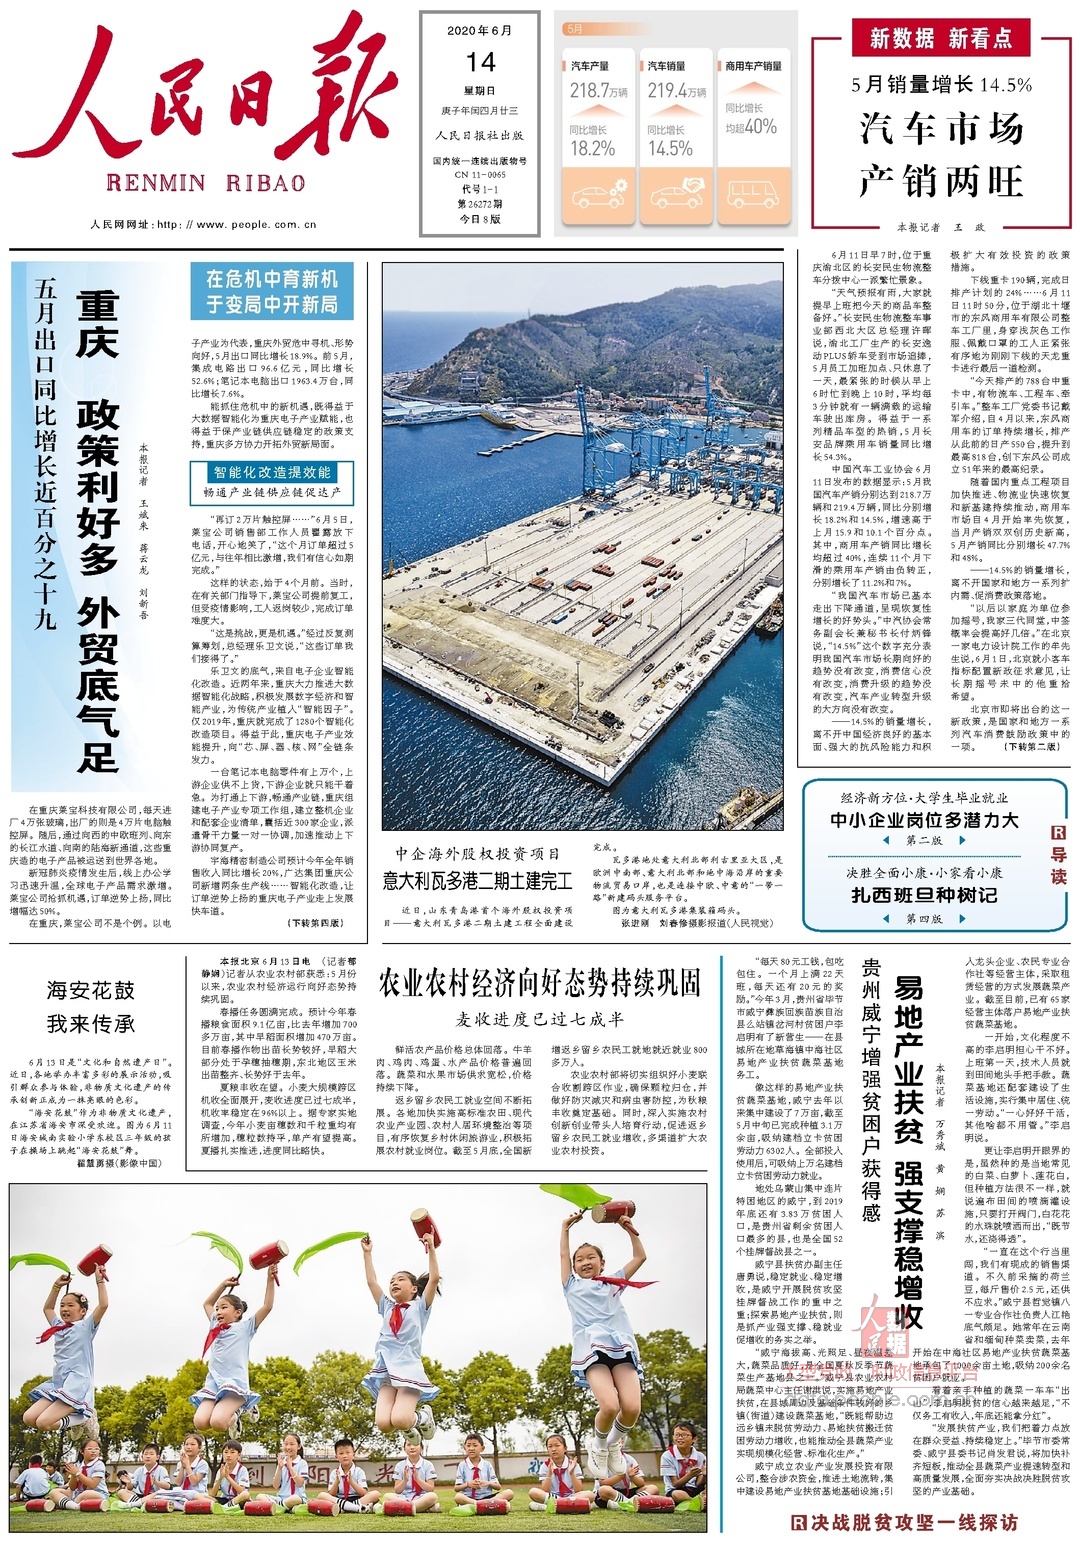 人民日报
RENMIN RIBAO
人民网网址:http://www.people.com.cn
2020年6月
14
星期日
庚子年闰四月廿三
人民日报社出版
国内统一连续出版物号
CN 11-0065
代号1-1
第26272期
今日8版
5月
汽车产量
218.7万辆
同比增长
18.2%
汽车销量
219.4万辆
同比增长
14.5%
商用车产销量
同比增长
均超40%
新数据 新看点
5月销量增长14.5%
汽车市场
产销两旺
本报记者 王 政
6月11日早7时,位于重
庆渝北区的长安民生物流整
车分拨中心一派繁忙景象。
“天气预报有雨,大家就
提早上班把今天的商品车整
备好。”长安民生物流整车事
业部西北大区总经理许晖
说,渝北工厂生产的长安逸
动PLUS轿车受到市场追捧,
5月员工加班加点、只休息了
一天,最紧张的时候从早上
6时忙到晚上10时,平均每
3分钟就有一辆满载的运输
车驶出库房。得益于一系
列精品车型的热销,5月长
安品牌乘用车销量同比增
长54.3%。
中国汽车工业协会6月
11日发布的数据显示:5月我
国汽车产销分别达到218.7万
辆和219.4万辆,同比分别增
长18.2%和14.5%,增速高于
上月15.9和10.1个百分点。
其中,商用车产销同比增长
均超过40%,连续11个月下
滑的乘用车产销由负转正,
分别增长了11.2%和7%。
“我国汽车市场已基本
走出下降通道,呈现恢复性
增长的好势头。”中汽协会常
务副会长兼秘书长付炳锋
说,“14.5%”这个数字充分表
明我国汽车市场长期向好的
趋势没有改变,消费信心没
有改变,消费升级的趋势没
有改变,汽车产业转型升级
的大方向没有改变。
——14.5%的销量增长,
离不开中国经济良好的基本
面、强大的抗风险能力和积
极扩大有效投资的政策
措施。
下线重卡190辆,完成日
排产计划的24%……6月11
日11时50分,位于湖北十堰
市的东风商用车有限公司整
车工厂里,身穿浅灰色工作
服、佩戴口罩的工人正紧张
有序地为刚刚下线的天龙重
卡进行最后一道检测。
“今天排产的788台中重
卡中,有物流车、工程车、牵
引车。”整车工厂党委书记戴
军介绍,自4月以来,东风商
用车的订单持续增长,排产
从此前的日产550台,提升到
最高818台,创下东风公司成
立51年来的最高纪录。
随着国内重点工程项目
加快推进、物流业快速恢复
和新基建持续推动,商用车
市场自4月开始率先恢复,
当月产销双双创历史新高,
5月产销同比分别增长47.7%
和48%。
——14.5%的销量增长,
离不开国家和地方一系列扩
内需、促消费政策落地。
“以后以家庭为单位参
加摇号,我家三代同堂,中签
概率会提高好几倍。”在北京
一家电力设计院工作的牟先
生说,6月1日,北京就小客车
指标配置新政征求意见,让
长期摇号未中的他重拾
希望。
北京市即将出台的这一
新政策,是国家和地方一系
列汽车消费鼓励政策中的
一项。 (下转第二版)
五月出口同比增长近百分之十九
重庆 政策利好多 外贸底气足
本报记者 王斌来 蒋云龙 刘新吾
在重庆莱宝科技有限公司,每天进
厂4万张玻璃,出厂的则是4万片电脑触
控屏。随后,通过向西的中欧班列、向东
的长江水道、向南的陆海新通道,这些重
庆造的电子产品被运送到世界各地。
新冠肺炎疫情发生后,线上办公学
习迅速升温,全球电子产品需求激增。
莱宝公司抢抓机遇,订单逆势上扬,同比
增幅达50%。
在重庆,莱宝公司不是个例。以电
在危机中育新机
于变局中开新局
子产业为代表,重庆外贸危中寻机、形势
向好,5月出口同比增长18.9%。前5月,
集成电路出口96.6亿元,同比增长
52.6%;笔记本电脑出口1963.4万台,同
比增长7.6%。
能抓住危机中的新机遇,既得益于
大数据智能化为重庆电子产业赋能,也
得益于保产业链供应链稳定的政策支
持,重庆多方协力开拓外贸新局面。
智能化改造提效能
畅通产业链供应链促达产
“再订2万片触控屏……”6月5日,
莱宝公司销售部工作人员翟露放下
电话,开心地笑了,“这个月订单超过5
亿元,与往年相比激增,我们有信心如期
完成。”
这样的状态,始于4个月前。当时,
在有关部门指导下,莱宝公司提前复工,
但受疫情影响,工人返岗较少,完成订单
难度大。
“这是挑战,更是机遇。”经过反复测
算筹划,总经理乐卫文说,“这些订单我
们接得了。”
乐卫文的底气,来自电子企业智能
化改造。近两年来,重庆大力推进大数
据智能化战略,积极发展数字经济和智
能产业,为传统产业植入“智能因子”。
仅2019年,重庆就完成了1280个智能化
改造项目。得益于此,重庆电子产业效
能提升,向“芯、屏、器、核、网”全链条
发力。
一台笔记本电脑零件有上万个,上
游企业供不上货,下游企业就只能干着
急。为打通上下游,畅通产业链,重庆组
建电子产业专项工作组,建立整机企业
和配套企业清单,囊括近300家企业,派
遣骨干力量一对一协调,加速推动上下
游协同复产。
宇海精密制造公司预计今年全年销
售收入同比增长20%,广达集团重庆公
司新增两条生产线……智能化改造,让
订单逆势上扬的重庆电子产业走上发展
快车道。
(下转第四版)
中企海外股权投资项目
意大利瓦多港二期土建完工
近日,山东青岛港首个海外股权投资项
目——意大利瓦多港二期土建工程全面建设
完成。
瓦多港地处意大利北部利古里亚大区,是
欧洲中南部、意大利北部和地中海沿岸的重要
物流贸易口岸,也是连接中欧、中意的“一带一
路”新建码头服务平台。
图为意大利瓦多港集装箱码头。
张进刚 刘春修摄影报道(人民视觉)
经济新方位·大学生毕业就业
中小企业岗位多潜力大
第二版
决胜全面小康·小家看小康
扎西班旦种树记
第四版
R导读
海安花鼓
我来传承
6月13日是“文化和自然遗产日”。
近日,各地举办丰富多彩的展示活动,吸
引群众参与体验,非物质文化遗产的传
承创新正成为一抹亮眼的色彩。
“海安花鼓”作为非物质文化遗产,
在江苏省海安市深受欢迎。图为6月11
日海安城南实验小学东校区三年级的孩
子在操场上跳起“海安花鼓”舞。
翟慧勇摄(影像中国)
本报北京6月13日电 (记者郁
静娴)记者从农业农村部获悉:5月份
以来,农业农村经济运行向好态势持
续巩固。
春播任务圆满完成。预计今年春
播粮食面积9.1亿亩,比去年增加700
多万亩,其中早稻面积增加470万亩。
目前春播作物出苗长势较好,早稻大
部分处于孕穗抽穗期,东北地区玉米
出苗整齐、长势好于去年。
夏粮丰收在望。小麦大规模跨区
机收全面展开,麦收进度已过七成半,
机收率稳定在96%以上。据专家实地
调查,今年小麦亩穗数和千粒重均有
所增加,穗粒数持平,单产有望提高。
夏播扎实推进,进度同比略快。
农业农村经济向好态势持续巩固
麦收进度已过七成半
鲜活农产品价格总体回落。牛羊
肉、鸡肉、鸡蛋、水产品价格普遍回
落。蔬菜和水果市场供求宽松,价格
持续下降。
返乡留乡农民工就业空间不断拓
展。各地加快实施高标准农田、现代
农业产业园、农村人居环境整治等项
目,有序恢复乡村休闲旅游业,积极拓
展农村就业岗位。截至5月底,全国新
增返乡留乡农民工就地就近就业800
多万人。
农业农村部将切实组织好小麦联
合收割跨区作业,确保颗粒归仓,并
做好防灾减灾和病虫害防控,为秋粮
丰收奠定基础。同时,深入实施农村
创新创业带头人培育行动,促进返乡
留乡农民工就业增收,多渠道扩大农
业农村投资。
“每天80元工钱,包吃
包住。一个月上满22天
班,每天还有20元的奖
励。”今年3月,贵州省毕节
市威宁彝族回族苗族自治
县么站镇岔河村贫困户李
启明有了新营生——在县
城所在地草海镇中海社区
易地产业扶贫蔬菜基地
务工。
像这样的易地产业扶
贫蔬菜基地,威宁去年以
来集中建设了7万亩,截至
5月中旬已完成种植3.1万
余亩,吸纳建档立卡贫困
劳动力6302人。全部投入
使用后,可吸纳上万名建档
立卡贫困劳动力就业。
地处乌蒙山集中连片
特困地区的威宁,到2019
年底还有3.83万贫困人
口,是贵州省剩余贫困人
口最多的县,也是全国52
个挂牌督战县之一。
威宁县扶贫办副主任
唐勇说,稳定就业、稳定增
收,是威宁开展脱贫攻坚
挂牌督战工作的重中之
重;探索易地产业扶贫,则
是抓产业强支撑、稳就业
促增收的务实之举。
“威宁海拔高、光照足、昼夜温差
大,蔬菜品质好,是全国夏秋反季节蔬
菜生产基地县之一。”威宁县农业农村
局蔬菜中心主任谢洪说,实施易地产业
扶贫,在县城周边及基础条件较好的乡
镇(街道)建设蔬菜基地,“既能帮助边
远乡镇未脱贫劳动力、易地扶贫搬迁贫
困劳动力增收,也能推动全县蔬菜产业
实现规模化经营、标准化生产。”
威宁成立农业产业发展投资有限
公司,整合涉农资金,推进土地流转,集
中建设易地产业扶贫基地基础设施;引
贵州威宁增强贫困户获得感
易地产业扶贫 强支撑稳增收
本报记者 万秀斌 黄 娴 苏 滨
人龙头企业、农民专业合
作社等经营主体,采取租
赁经营的方式发展蔬菜产
业。截至目前,已有65家
经营主体落户易地产业扶
贫蔬菜基地。
一开始,文化程度不
高的李启明担心干不好。
上班第一天,技术人员就
到田间地头手把手教。蔬
菜基地还配套建设了生
活设施,实行集中居住、统
一劳动。“一心好好干活,
其他啥都不用管。”李启
明说。
更让李启明开眼界的
是,虽然种的是当地常见
的白菜、白萝卜、莲花白,
但种植方法很不一样,就
说遍布田间的喷滴灌设
施,只要打开阀门,白花花
的水珠就喷洒而出,“既节
水,还浇得透”。
“一直在这个行当里
闯,我们有现成的销售渠
道。不久前采摘的荷兰
豆,每斤售价2.5元,还供
不应求。”威宁县哲觉镇八
一专业合作社负责人江艳
底气颇足。她常年在云南
省和缅甸种菜卖菜,去年
开始在中海社区易地产业扶贫蔬菜基
地承包了1000余亩土地,吸纳200余名
贫困户就业。
看着亲手种植的蔬菜一车车“出
山”,李启明脱贫的信心越来越足,“不
仅务工有收入,年底还能拿分红”。
“发展扶贫产业,我们把着力点放
在群众受益、持续稳定上。”毕节市委常
委、威宁县委书记肖发君说,将加快补
齐短板,推动全县蔬菜产业提速转型和
高质量发展,全面夯实决战决胜脱贫攻
坚的产业基础。
R决战脱贫攻坚一线探访